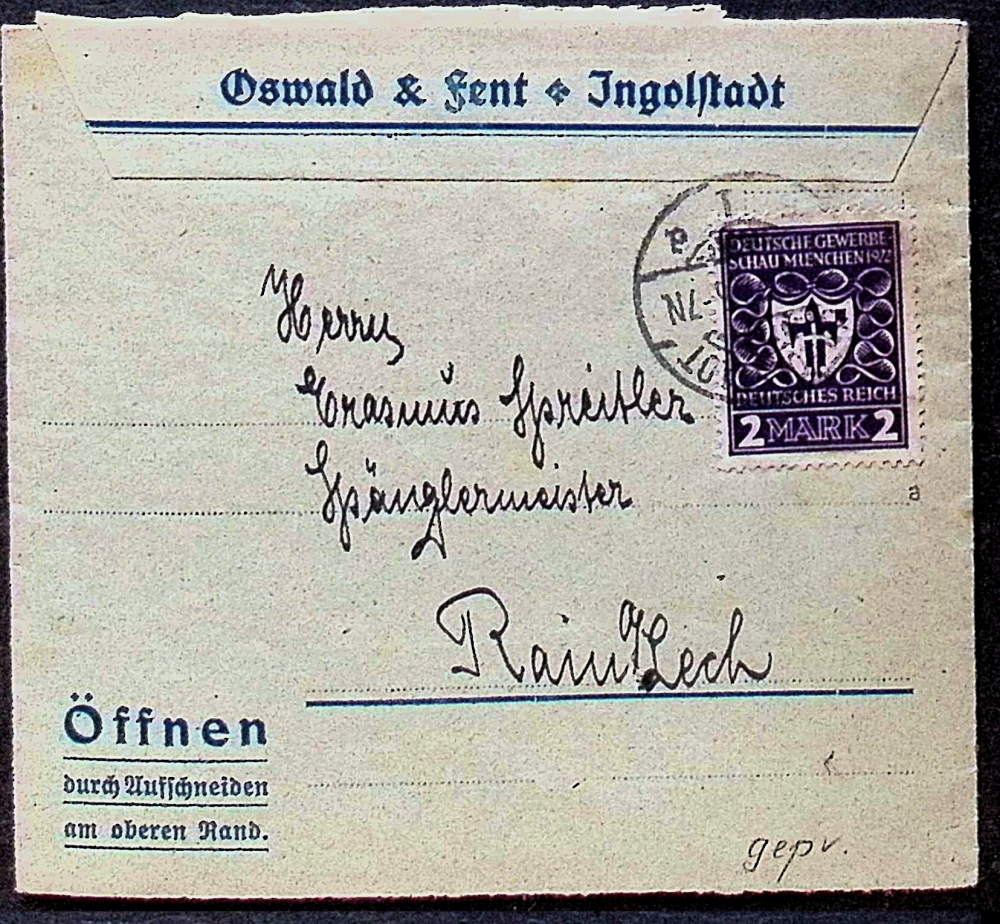 Oswald & Fent ✤ Ingolstadt
DEUTSCHE GEWERBE-
SCHAU MUENCHEN 1922
DEUTSCHES REICH
2 MARK 2
Herrn
Erasmus Spreitler
Spänglermeister
a
Rain a/Lech
Öffnen
durch Aufschneiden
am oberen Rand.
gepr.